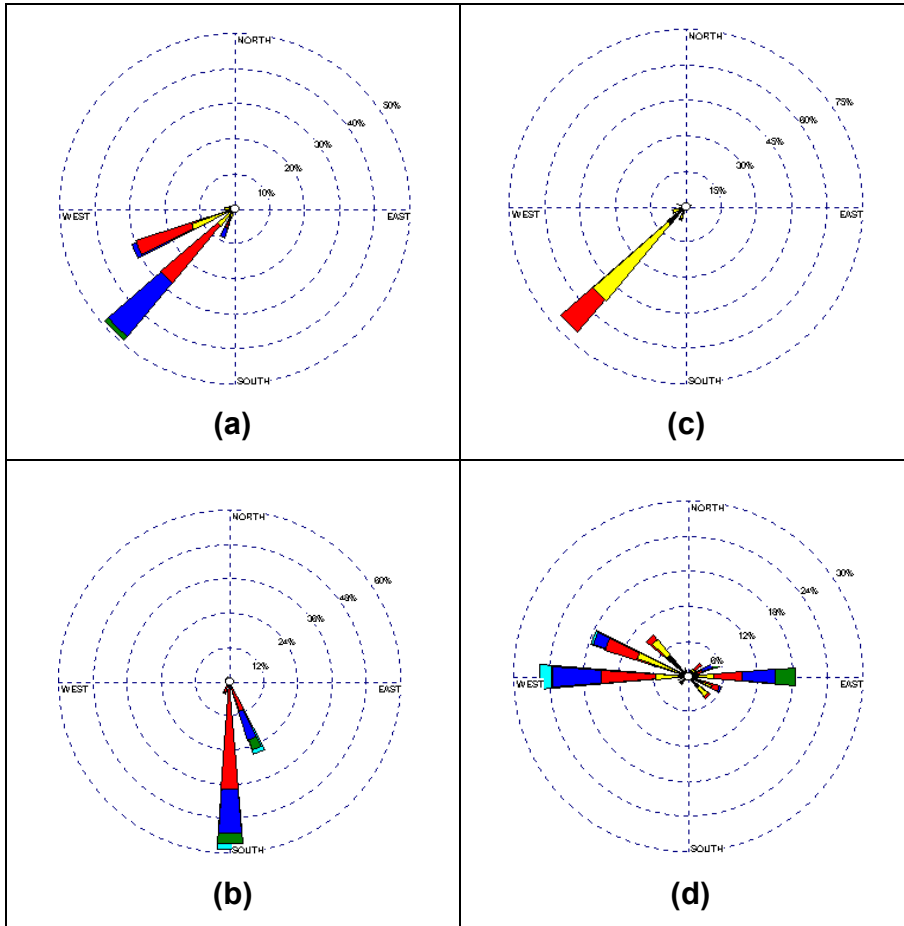 NORTH
50%
40%
30%
20%
10%
WEST
EAST
SOUTH
(a)
NORTH
75%
60%
45%
30%
15%
WEST
EAST
SOUTH
(c)
NORTH
60%
48%
36%
24%
12%
WEST
EAST
SOUTH
(b)
NORTH
30%
24%
18%
12%
6%
WEST
EAST
SOUTH
(d)